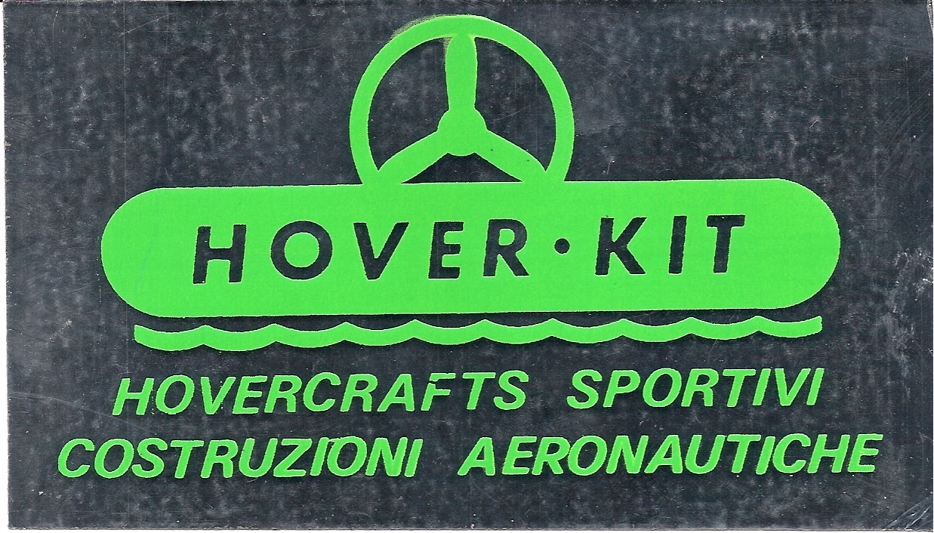 HOVER·KIT
HOVERCRAFTS SPORTIVI
COSTRUZIONI AERONAUTICHE